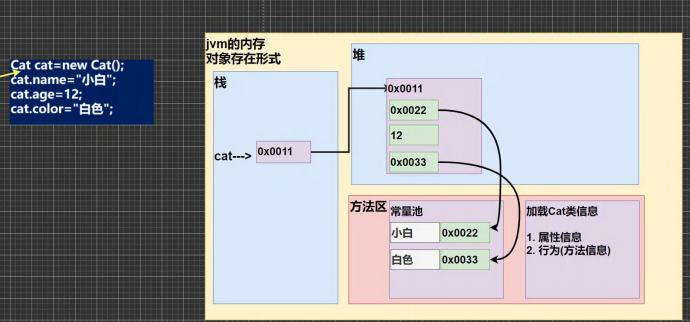 Cat cat=new Cat();
cat.name="小白";
cat.age=12;
cat.color="白色";
jvm的内存
对象存在形式
栈
cat--->
0x0011
堆
0x0011
0x0022
12
0x0033
方法区
常量池
小白 0x0022
白色 0x0033
加载Cat类信息
1. 属性信息
2. 行为(方法信息)